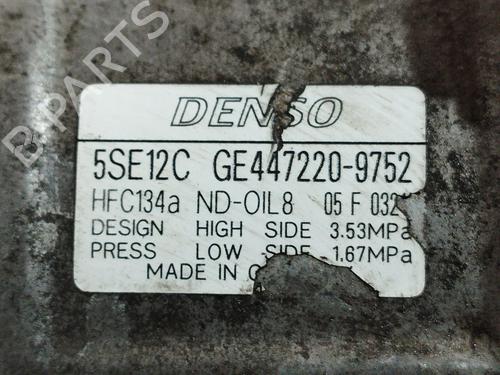 B-PARTS
DENSO
5SE12C GE447220-9752
HFC134a ND-OIL8 05 F 032
DESIGN HIGH SIDE 3.53MPa
PRESS LOW SIDE 1.67MPa
MADE IN